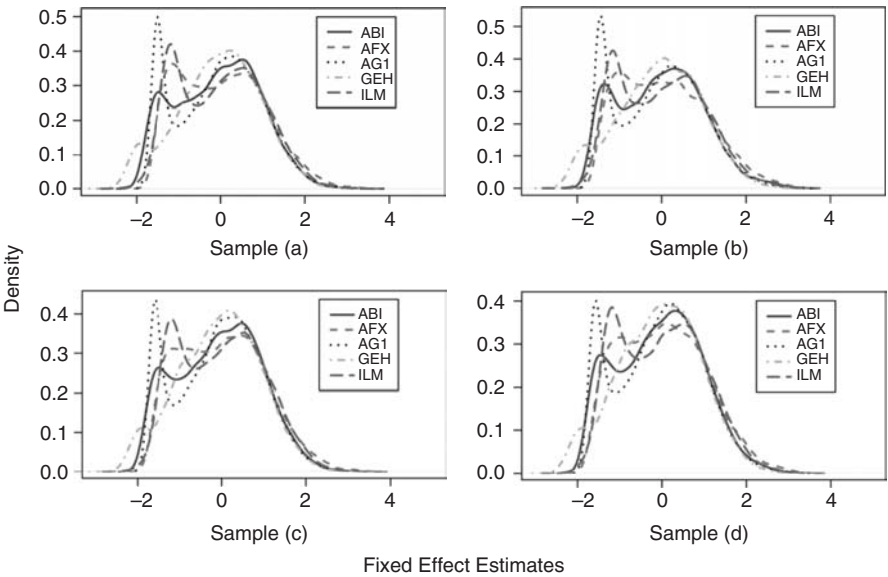 0.5
0.4
0.3
0.2
0.1
0.0
ABI
AFX
AG1
GEH
ILM
−2 0 2 4
Sample (a)
0.5
0.4
0.3
0.2
0.1
0.0
ABI
AFX
AG1
GEH
ILM
−2 0 2 4
Sample (b)
Density
0.4
0.3
0.2
0.1
0.0
ABI
AFX
AG1
GEH
ILM
−2 0 2 4
Sample (c)
0.4
0.3
0.2
0.1
0.0
ABI
AFX
AG1
GEH
ILM
−2 0 2 4
Sample (d)
Fixed Effect Estimates